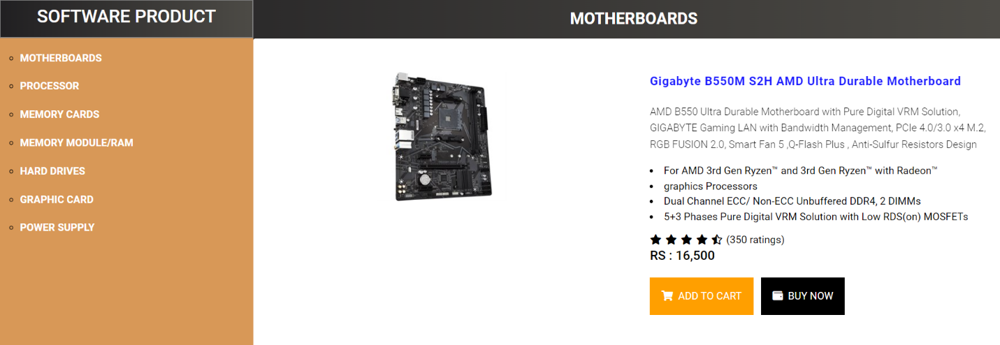 SOFTWARE PRODUCT
MOTHERBOARDS
PROCESSOR
MEMORY CARDS
MEMORY MODULE/RAM
HARD DRIVES
GRAPHIC CARD
POWER SUPPLY
MOTHERBOARDS
Gigabyte B550M S2H AMD Ultra Durable Motherboard
AMD B550 Ultra Durable Motherboard with Pure Digital VRM Solution,
GIGABYTE Gaming LAN with Bandwidth Management, PCIe 4.0/3.0 x4 M.2,
RGB FUSION 2.0, Smart Fan 5 ,Q-Flash Plus , Anti-Sulfur Resistors Design
For AMD 3rd Gen Ryzen™ and 3rd Gen Ryzen™ with Radeon™
graphics Processors
Dual Channel ECC/ Non-ECC Unbuffered DDR4, 2 DIMMs
5+3 Phases Pure Digital VRM Solution with Low RDS(on) MOSFETs
(350 ratings)
RS : 16,500
ADD TO CART
BUY NOW